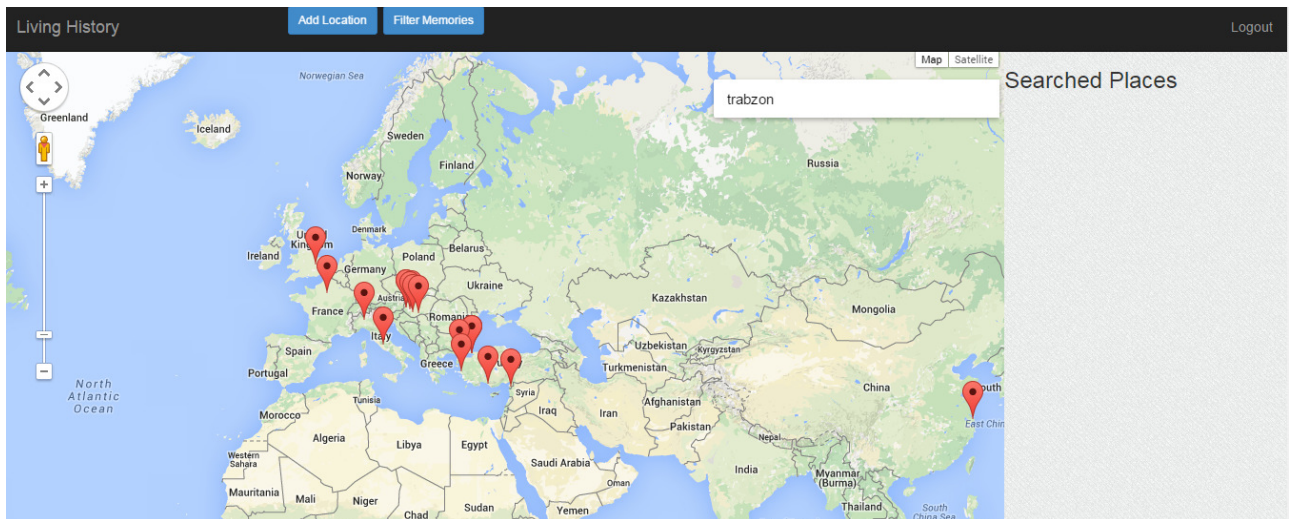 Living History
Add Location
Filter Memories
Logout
Map
Satellite
Searched Places
trabzon
Norwegian Sea
Greenland
Iceland
Sweden
Finland
Norway
Russia
Denmark
Ireland
Poland
Belarus
Germany
Ukraine
Austria
Kazakhstan
Mongolia
France
Romania
Italy
Uzbekistan
Kyrgyzstan
Spain
Greece
Turkmenistan
Portugal
China
North
Atlantic
Ocean
Tunisia
Syria
Afghanistan
Morocco
Iraq
Iran
Pakistan
East Chin
Algeria
Libya
Egypt
Nepal
Western
Sahara
Saudi Arabia
India
Oman
Myanmar
(Burma)
Mauritania
Mali
Niger
Chad
Sudan
Yemen
Thailand
South
China Sea